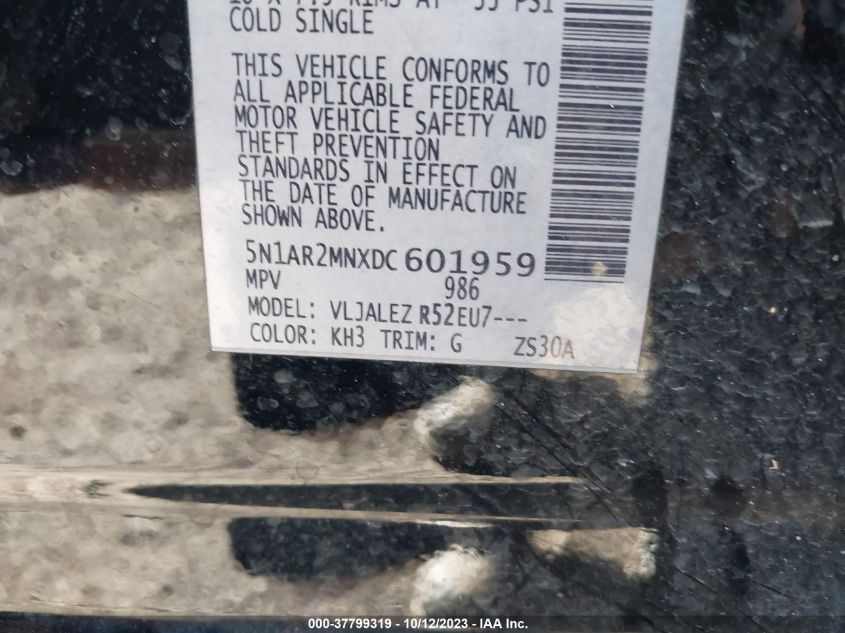 COLD SINGLE
THIS VEHICLE CONFORMS TO
ALL APPLICABLE FEDERAL
MOTOR VEHICLE SAFETY AND
THEFT PREVENTION
STANDARDS IN EFFECT ON
THE DATE OF MANUFACTURE
SHOWN ABOVE.
5N1AR2MNXDC 601959
MPV 986
MODEL: VLJALEZ R52EU7---
COLOR: KH3 TRIM: G ZS30A
000-37799319 - 10/12/2023 - IAA Inc.